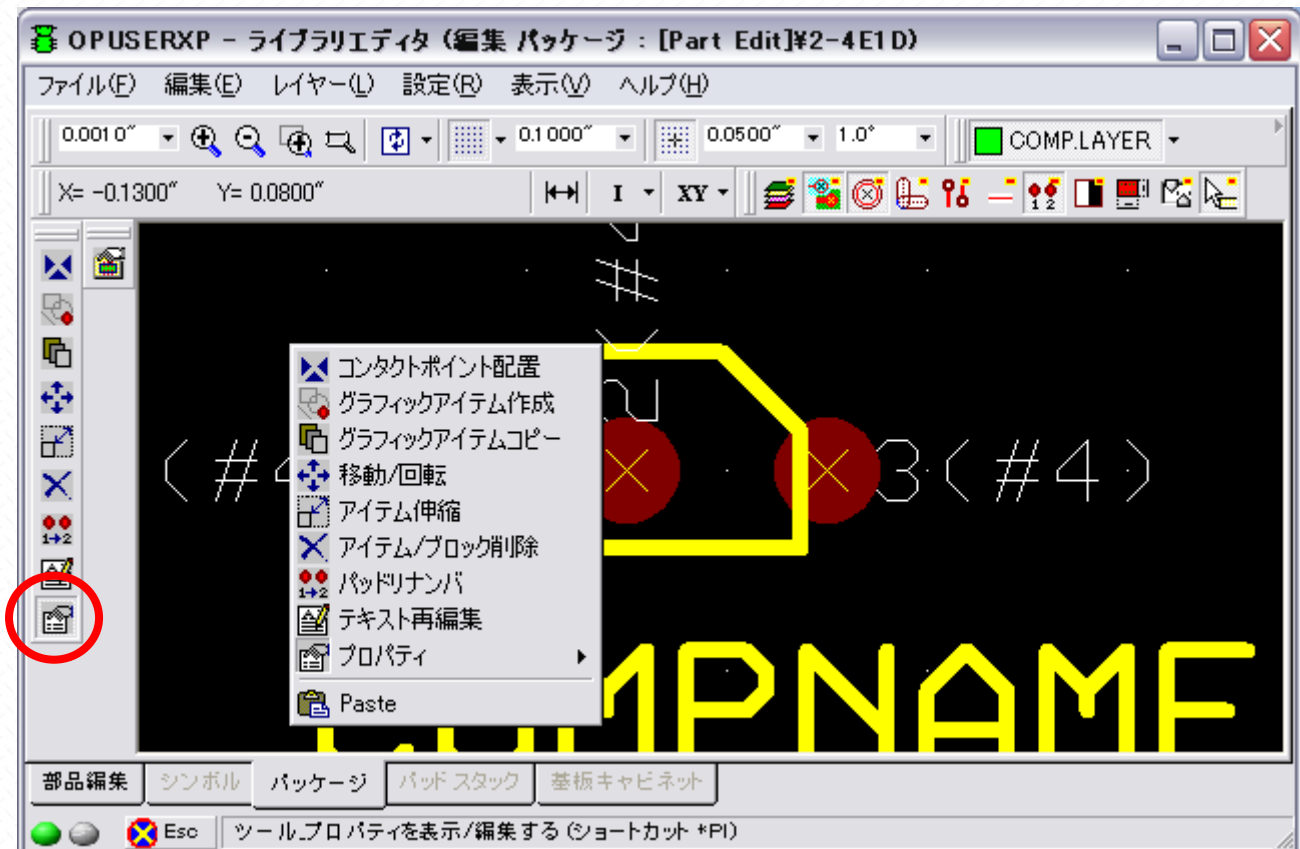 OPUSERXP - ライブラリエディタ (編集 パッケージ : [Part Edit]¥2-4E1D)
ファイル(F) 編集(E) レイヤー(L) 設定(R) 表示(V) ヘルプ(H)
0.0010" 0.1000" 0.0500" 1.0° COMP.LAYER
X= -0.1300" Y= 0.0800" I XY
コンタクトポイント配置
グラフィックアイテム作成
グラフィックアイテムコピー
移動/回転
アイテム伸縮
アイテム/ブロック削除
パッドリナンバ
テキスト再編集
プロパティ
Paste
2(#
(#4
3(#4)
COMPNAME
部品編集 シンボル パッケージ パッド スタック 基板キャビネット
Esc ツール_プロパティを表示/編集する (ショートカット *PI)